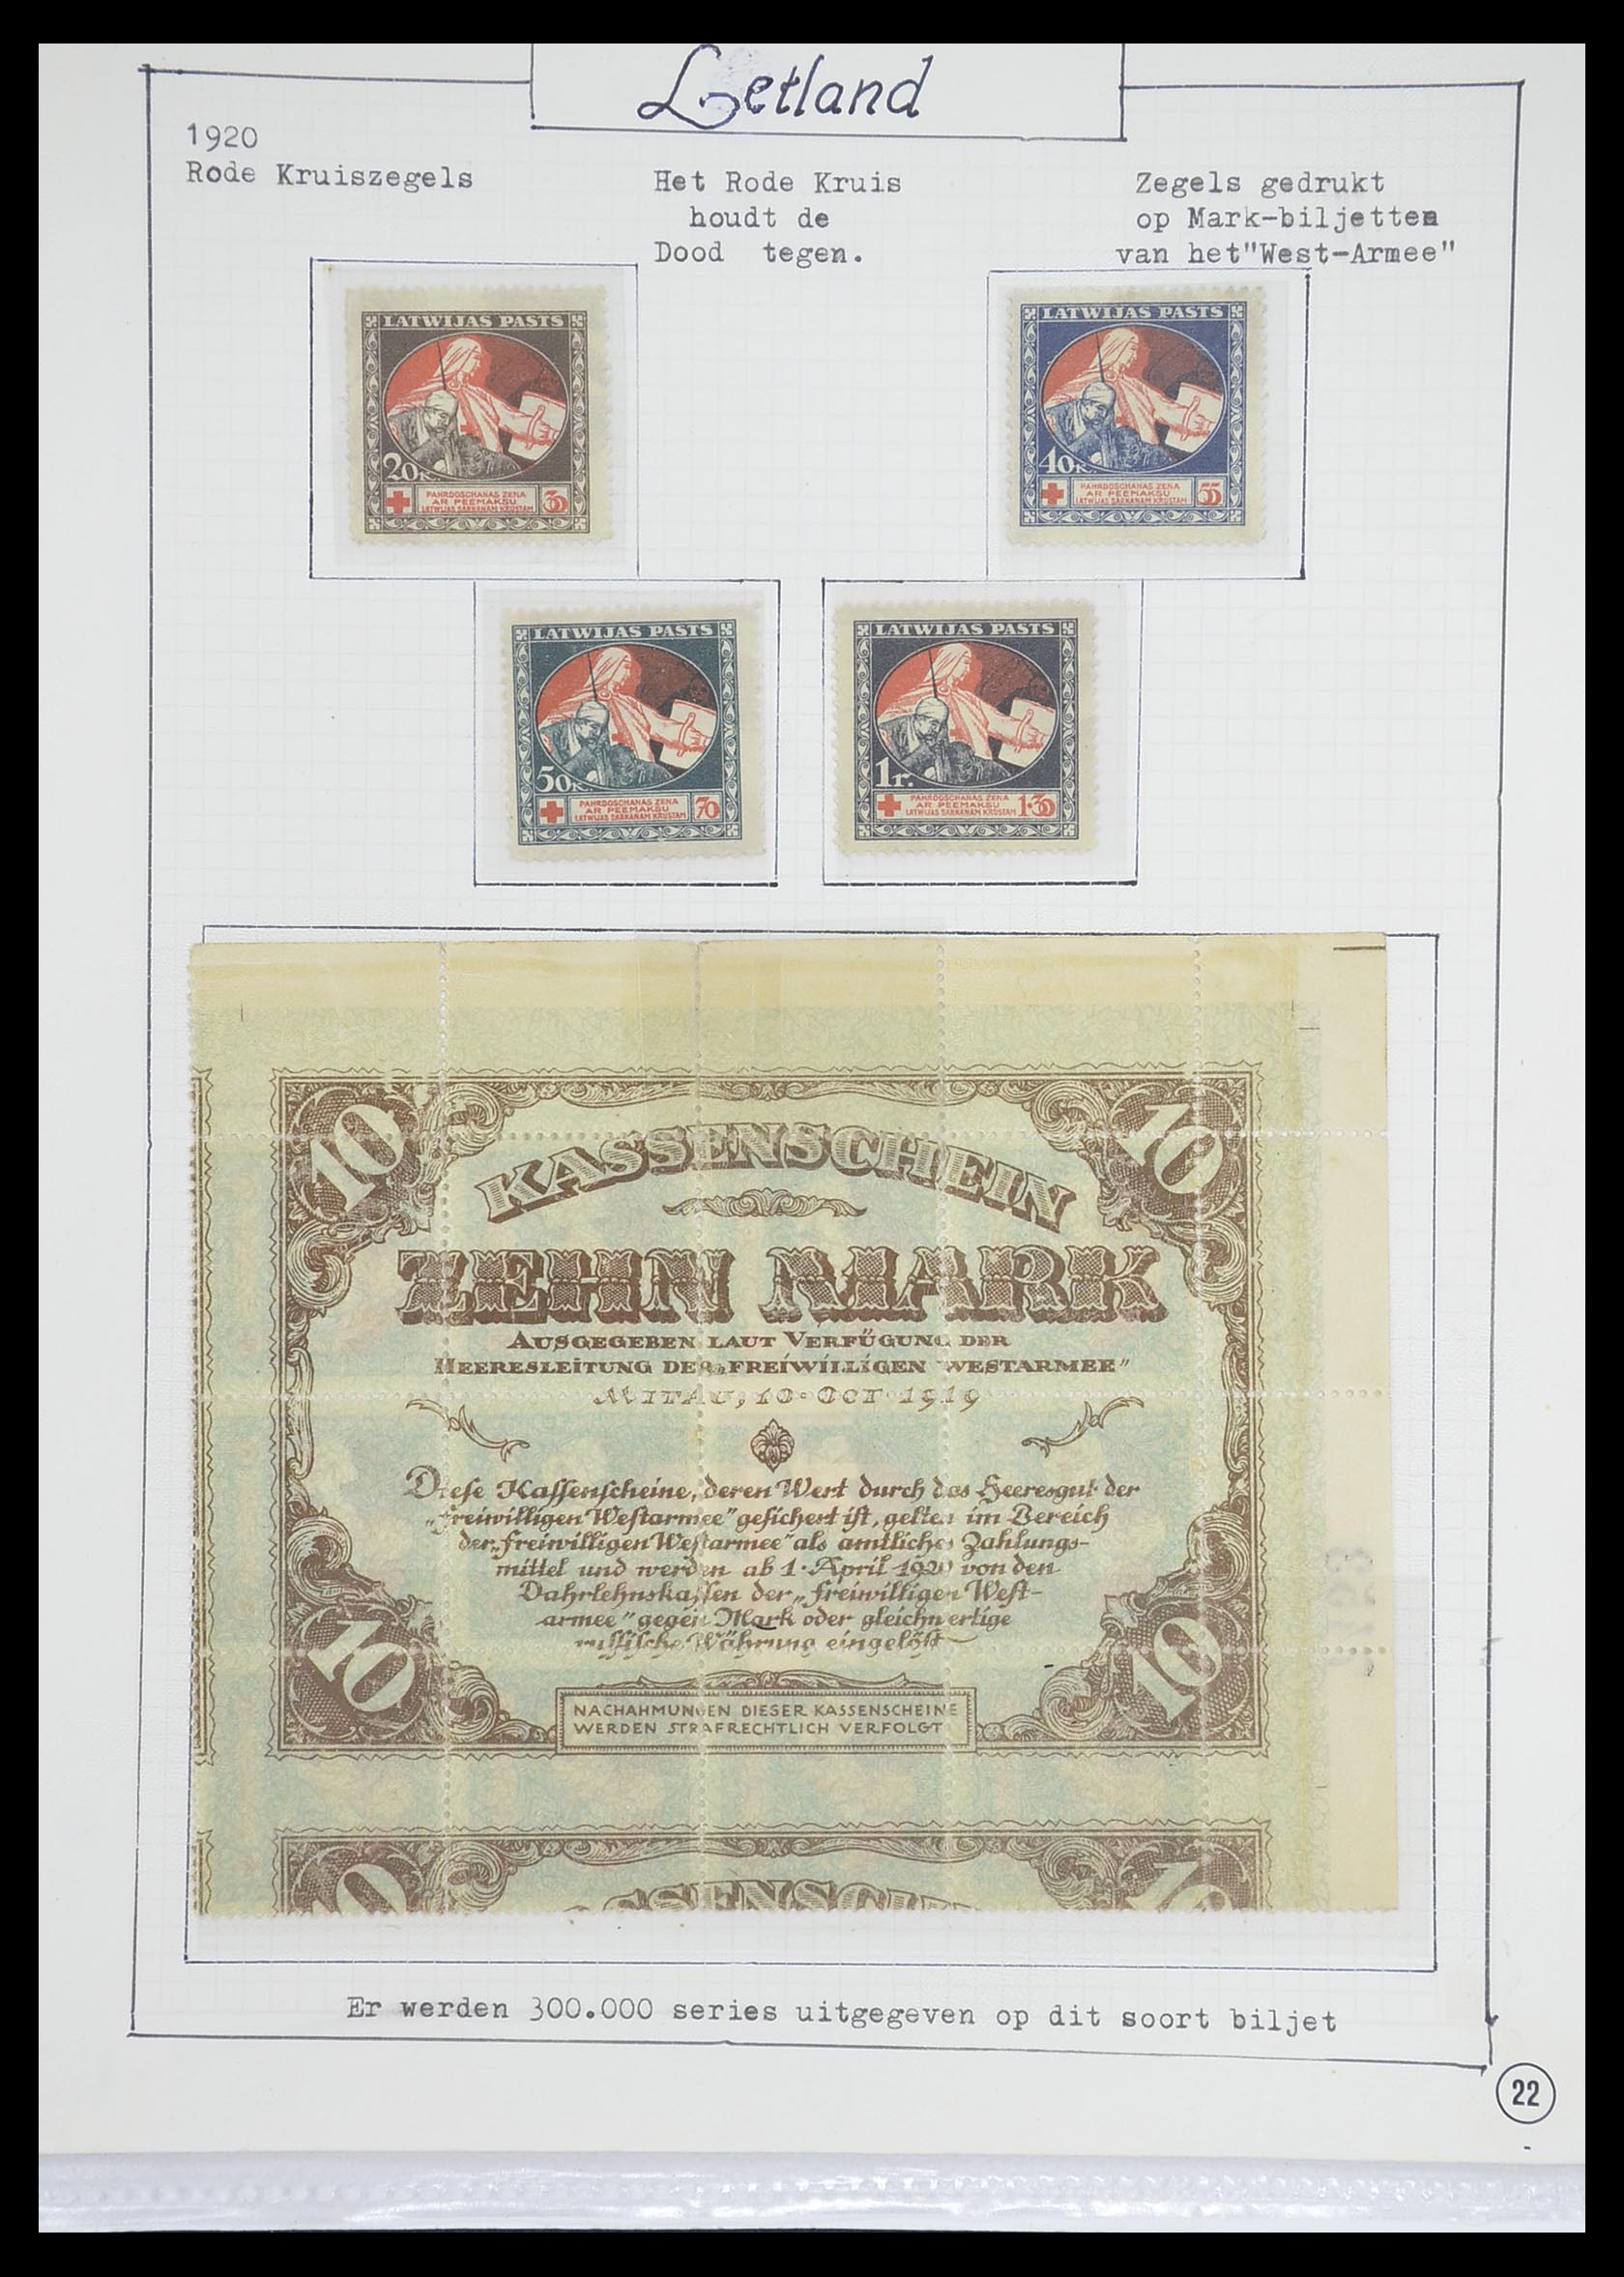 Letland
1920
Rode Kruiszegels
Het Rode Kruis
houdt de
Dood tegen.
Zegels gedrukt
op Mark-biljetten
van het "West-Armee"
LATWIJAS PASTS
20K.
PAHRDOSCHANAS ZENA
AR PEEMAKSU
LATWIJAS SARKANAM KRUSTAM
30
LATWIJAS PASTS
40K.
PAHRDOSCHANAS ZENA
AR PEEMAKSU
LATWIJAS SARKANAM KRUSTAM
55
LATWIJAS PASTS
50K.
PAHRDOSCHANAS ZENA
AR PEEMAKSU
LATWIJAS SARKANAM KRUSTAM
70
LATWIJAS PASTS
1r.
PAHRDOSCHANAS ZENA
AR PEEMAKSU
LATWIJAS SARKANAM KRUSTAM
1·30
10 10
KASSENSCHEIN
ZEHN MARK
AUSGEGEBEN LAUT VERFÜGUNG DER
HEERESLEITUNG DER „FREIWILLIGEN WESTARMEE"
MITAU, 10·OCT·1919
Diese Kassenscheine, deren Wert durch das Heeresgut der
„Freiwilligen Westarmee" gesichert ist, gelten im Bereich
der „Freiwilligen Westarmee" als amtliches Zahlungs-
mittel und werden ab 1. April 1920 von den
Dahrlehnskassen der „Freiwilligen West-
armee" gegen Mark oder gleichwertige
russische Währung eingelöst
10 10
NACHAHMUNGEN DIESER KASSENSCHEINE
WERDEN STRAFRECHTLICH VERFOLGT
Er werden 300.000 series uitgegeven op dit soort biljet
22